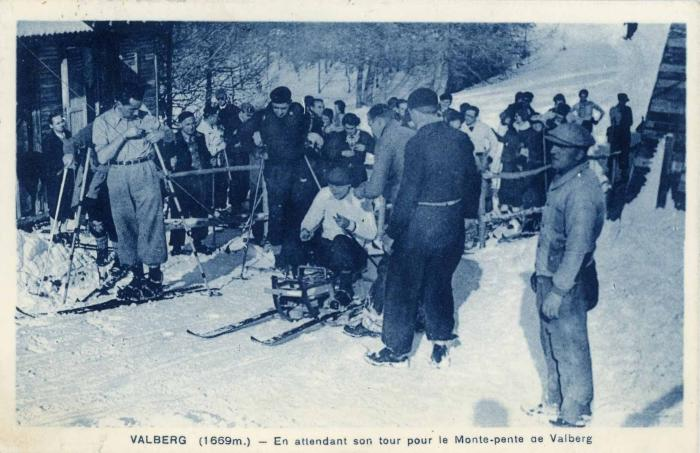 VALBERG (1669m.) – En attendant son tour pour le Monte-pente de Valberg